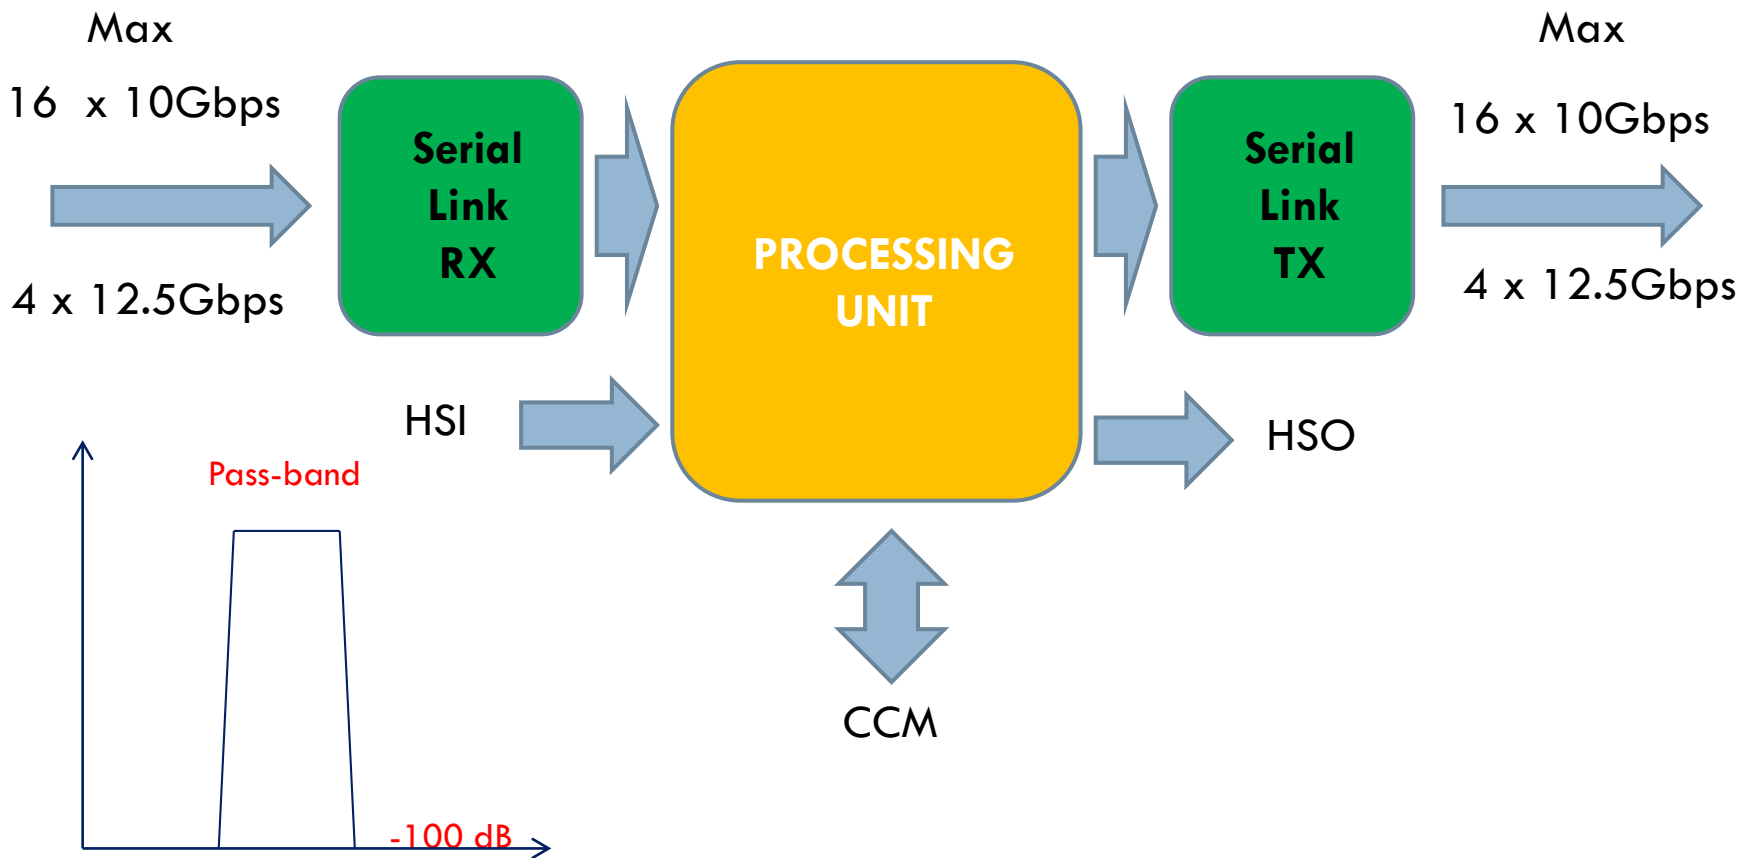 Max
16 x 10Gbps
4 x 12.5Gbps
Serial
Link
RX
PROCESSING
UNIT
Serial
Link
TX
Max
16 x 10Gbps
4 x 12.5Gbps
HSI
HSO
Pass-band
-100 dB
CCM